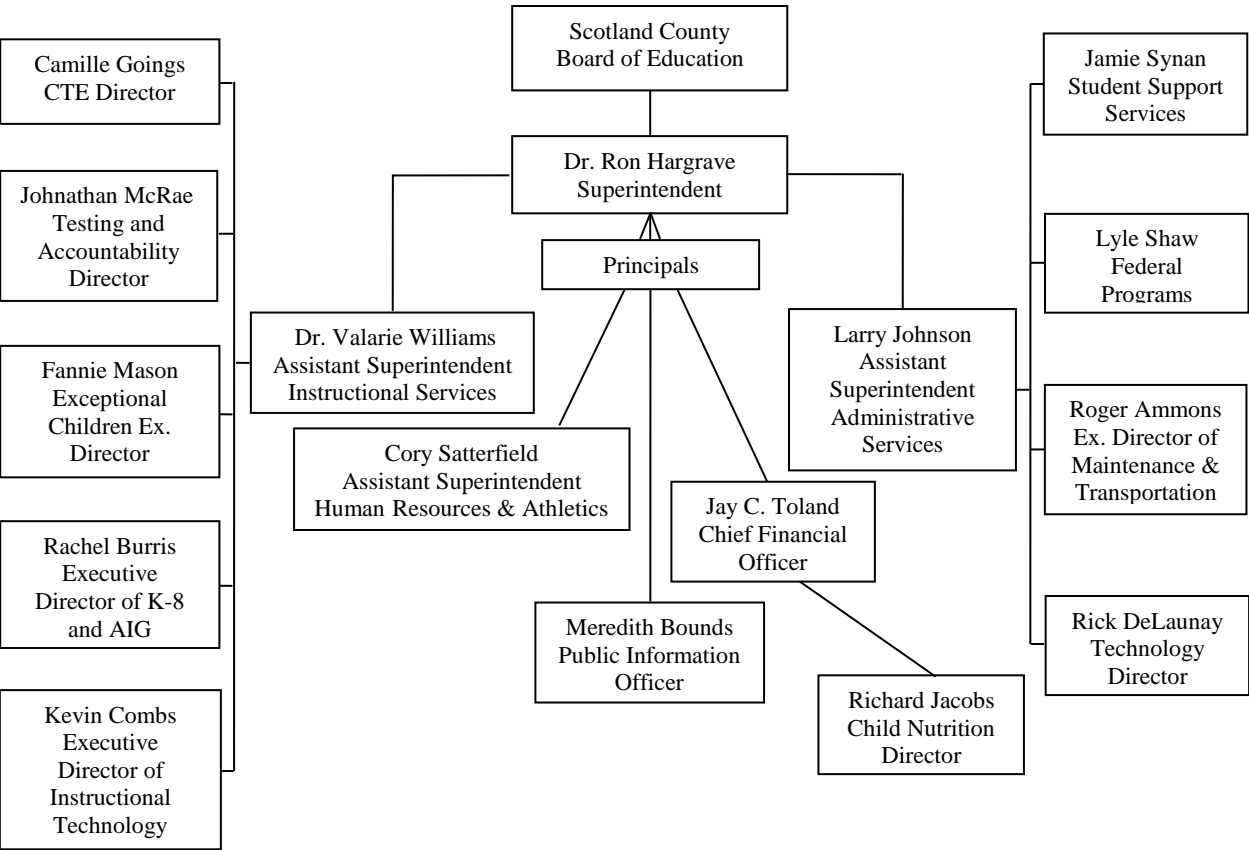 Scotland County
Board of Education
Camille Goings
CTE Director
Jamie Synan
Student Support
Services
Dr. Ron Hargrave
Superintendent
Johnathan McRae
Testing and
Accountability
Director
Principals
Lyle Shaw
Federal
Programs
Dr. Valarie Williams
Assistant Superintendent
Instructional Services
Larry Johnson
Assistant
Superintendent
Administrative
Services
Fannie Mason
Exceptional
Children Ex.
Director
Roger Ammons
Ex. Director of
Maintenance &
Transportation
Cory Satterfield
Assistant Superintendent
Human Resources & Athletics
Jay C. Toland
Chief Financial
Officer
Rachel Burris
Executive
Director of K-8
and AIG
Meredith Bounds
Public Information
Officer
Rick DeLaunay
Technology
Director
Kevin Combs
Executive
Director of
Instructional
Technology
Richard Jacobs
Child Nutrition
Director